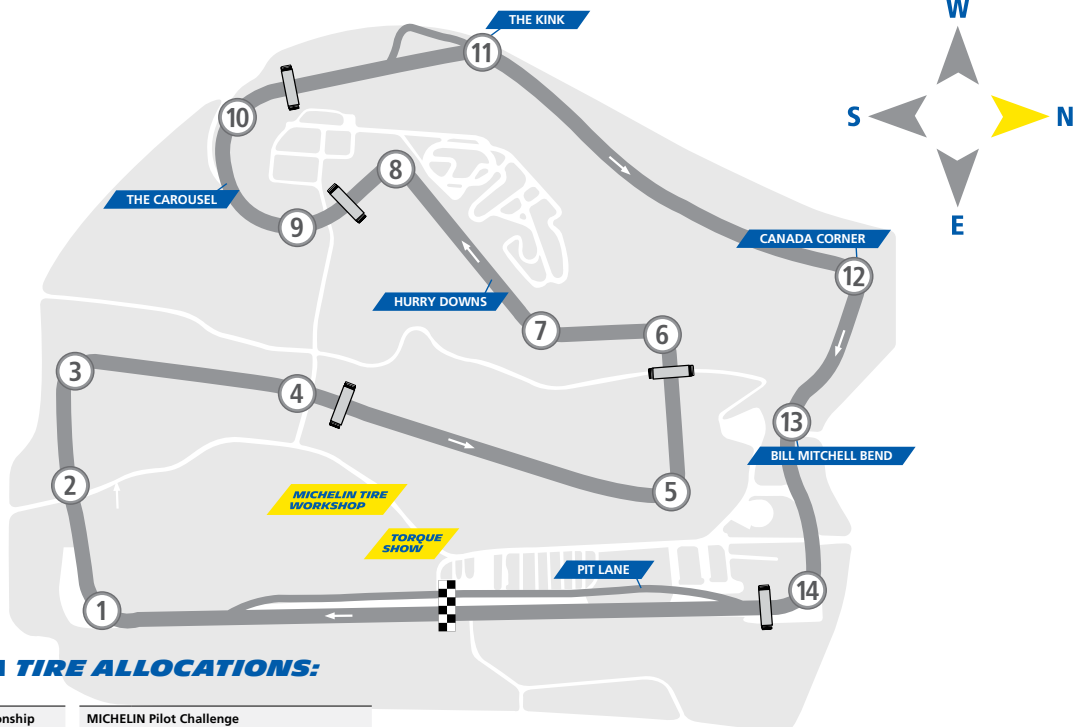 THE KINK
11
W
S
N
E
10
8
THE CAROUSEL
9
CANADA CORNER
12
HURRY DOWNS
7
6
3
4
13
BILL MITCHELL BEND
2
5
MICHELIN TIRE
WORKSHOP
TORQUE
SHOW
PIT LANE
14
1
A TIRE ALLOCATIONS:
MICHELIN Pilot Challenge